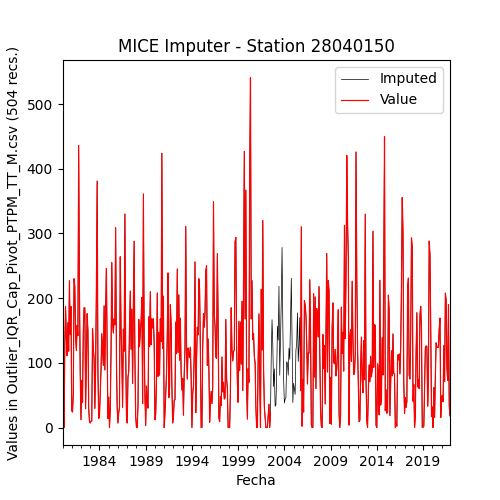 MICE Imputer - Station 28040150
Imputed
Value
Values in Outlier_IQR_Cap_Pivot_PTPM_TT_M.csv (504 recs.)
500
400
300
200
100
0
1984 1989 1994 1999 2004 2009 2014 2019
Fecha